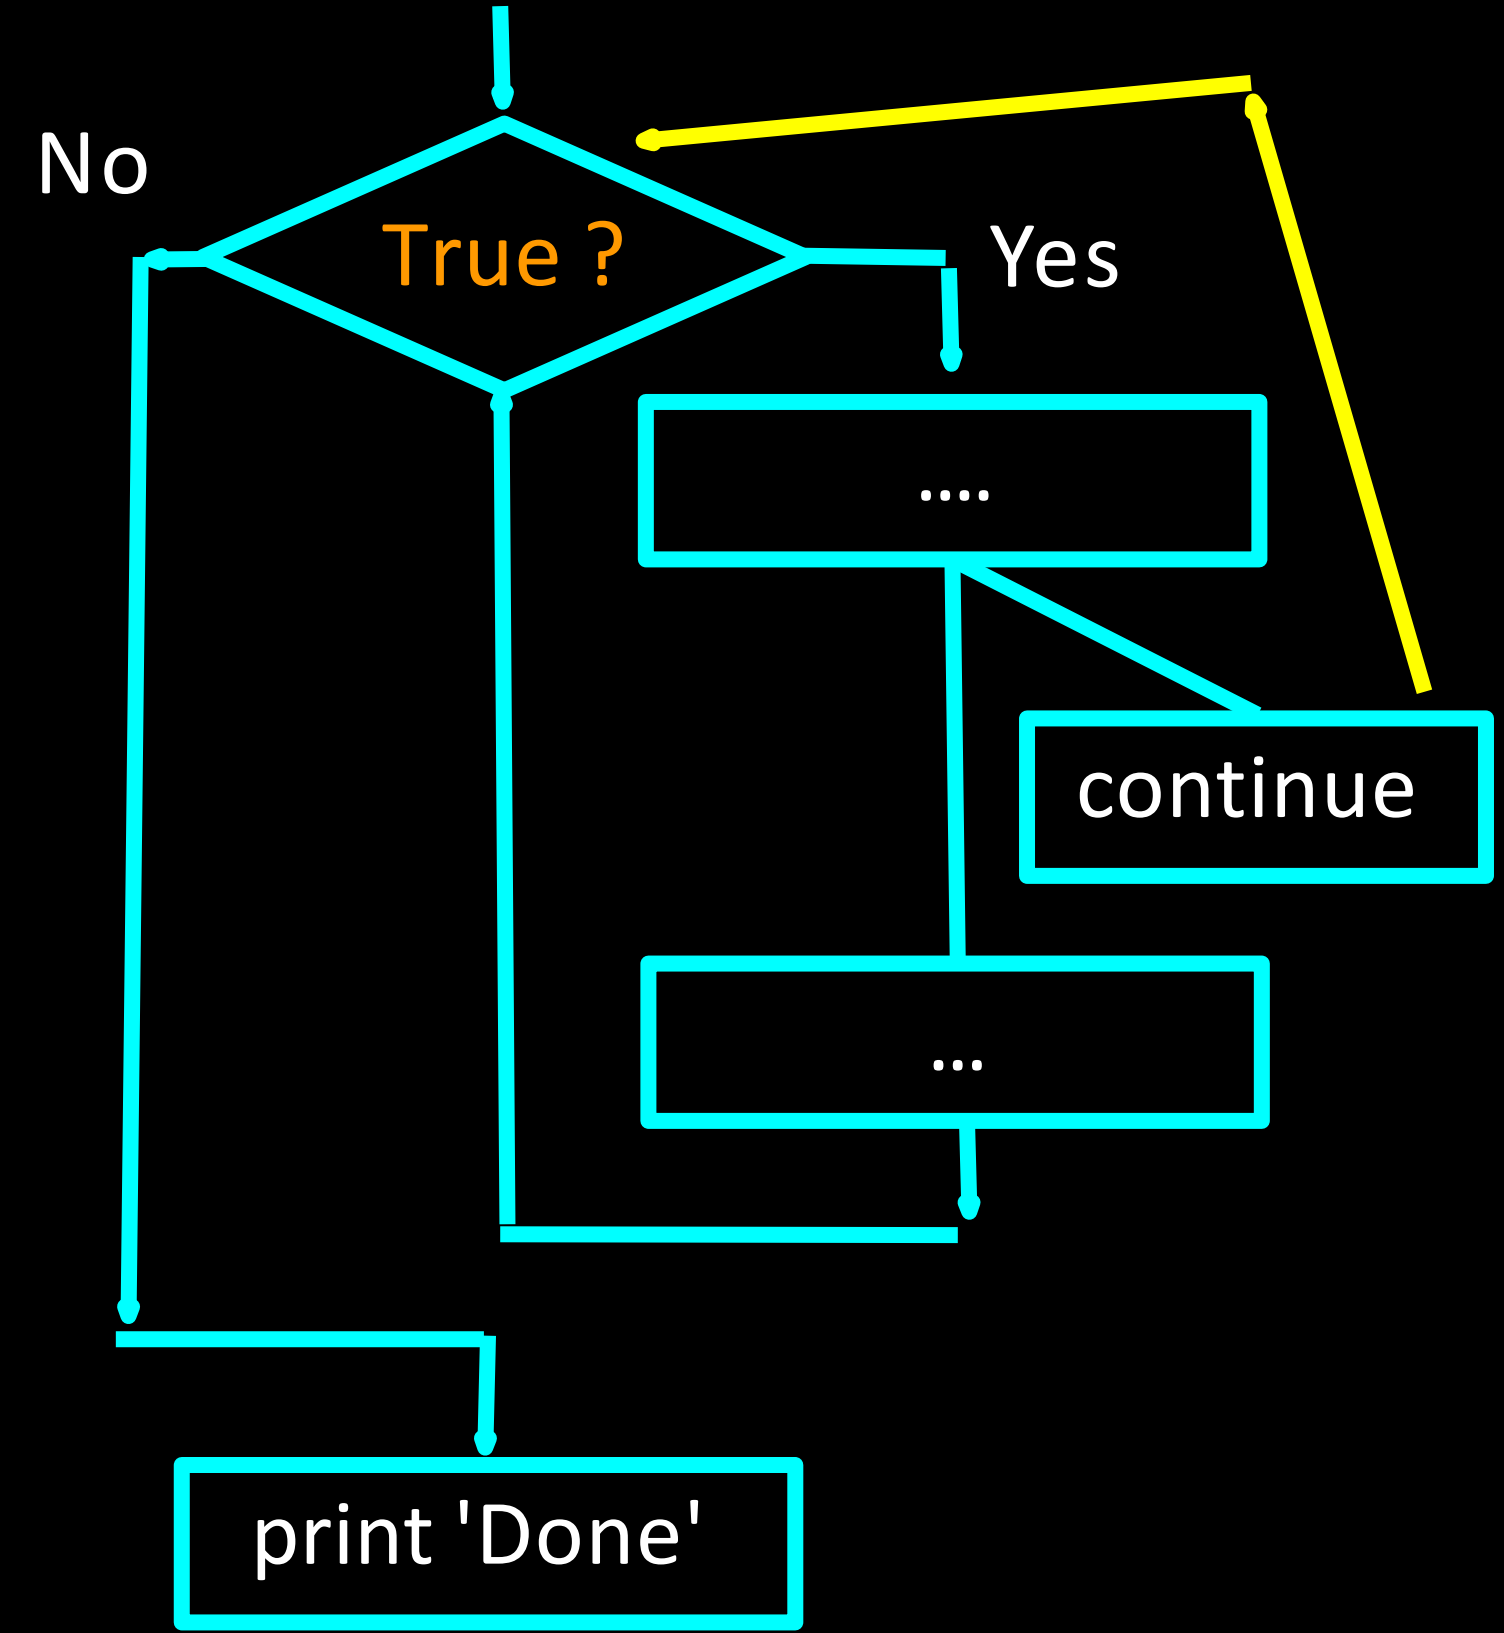 No
True ?
Yes
....
continue
...
print 'Done'